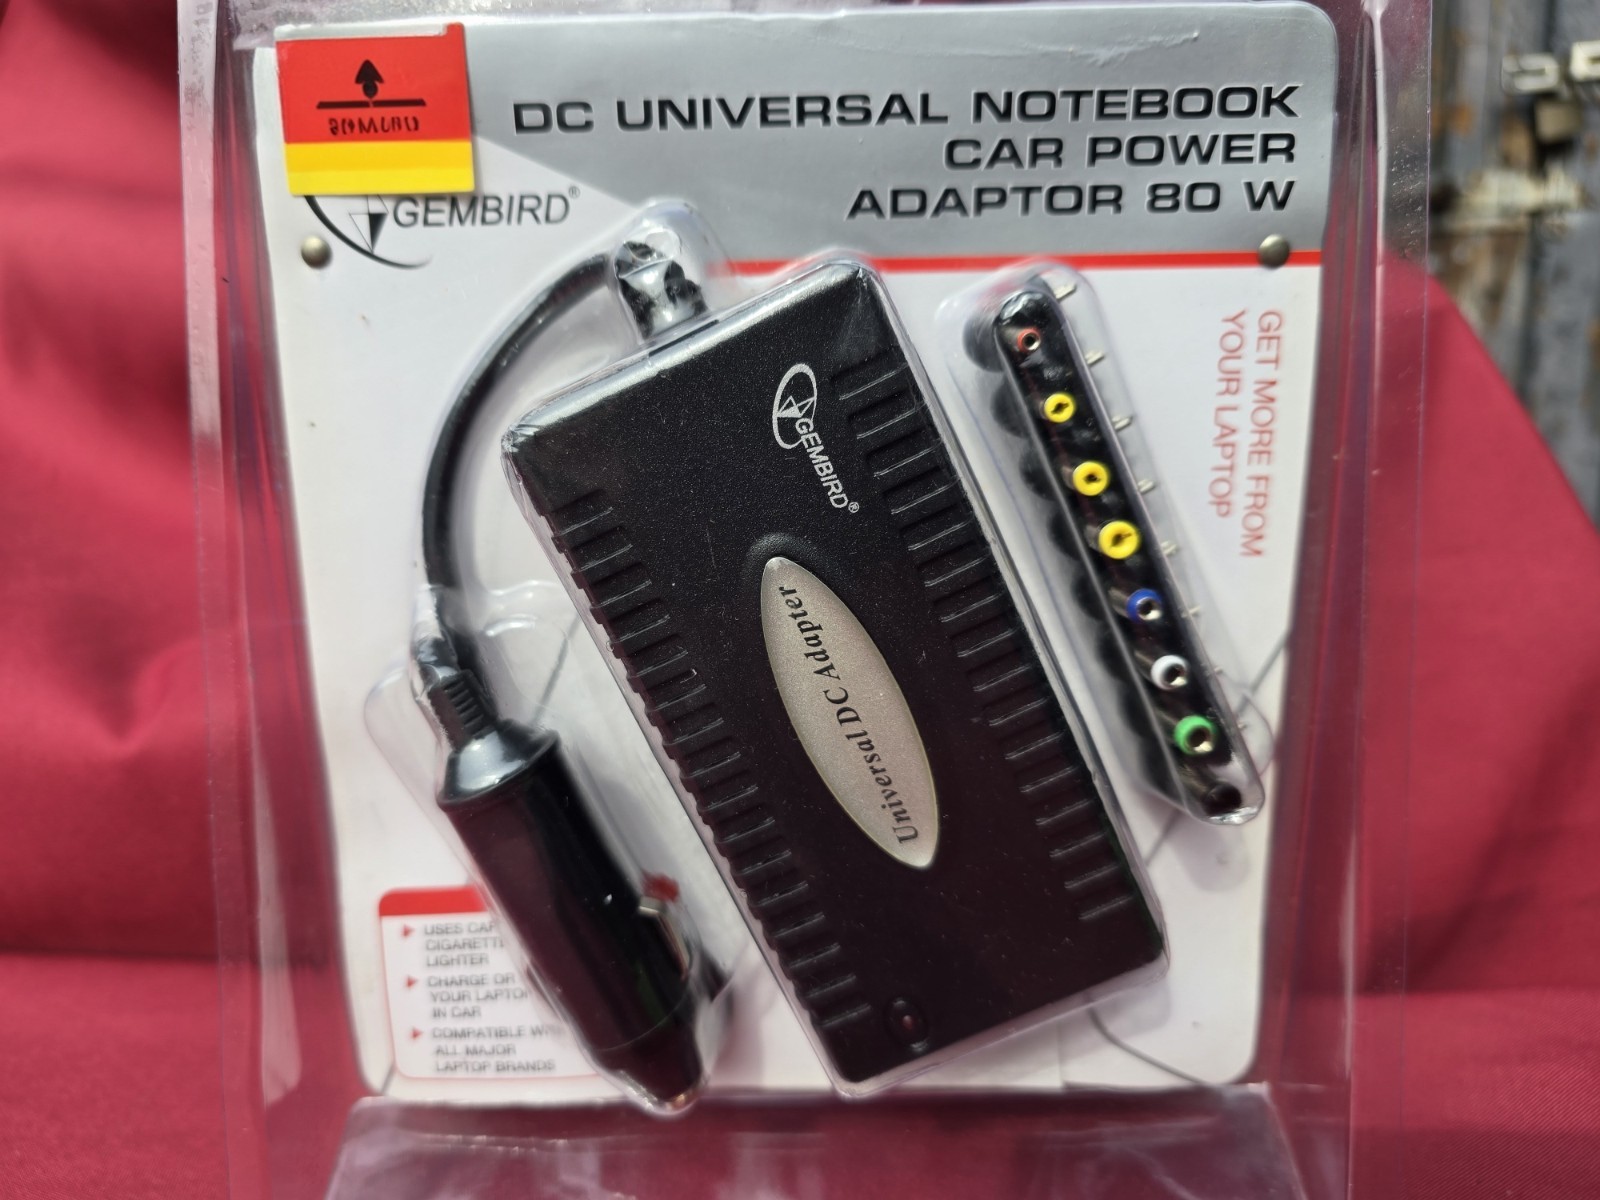 DC UNIVERSAL NOTEBOOK
CAR POWER
ADAPTOR 80 W
GEMBIRD®
GET MORE FROM
YOUR LAPTOP
GEMBIRD®
Universal DC Adapter
USES CAR
CIGARETTE
LIGHTER
CHARGE OR
YOUR LAPTOP
IN CAR
COMPATIBLE
ALL MAJOR
LAPTOP BRANDS